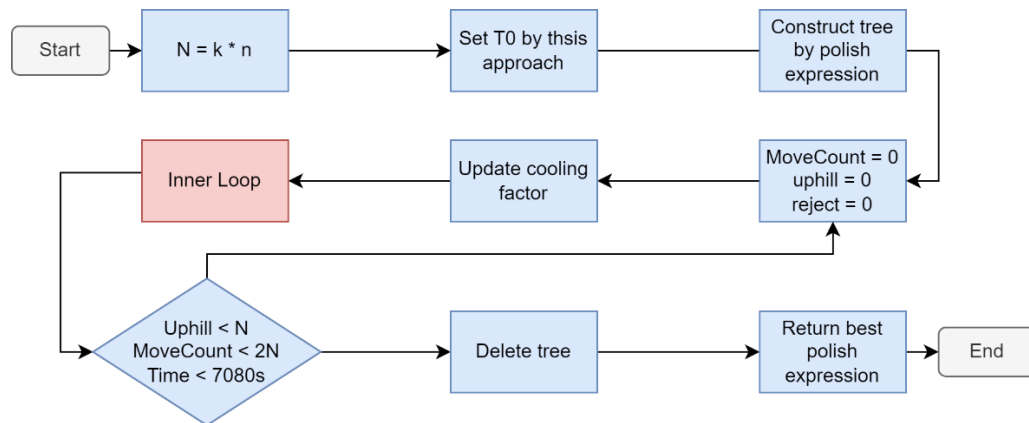 Start
N = k * n
Set T0 by thsis
approach
Construct tree
by polish
expression
MoveCount = 0
uphill = 0
reject = 0
Update cooling
factor
Inner Loop
Uphill < N
MoveCount < 2N
Time < 7080s
Delete tree
Return best
polish
expression
End